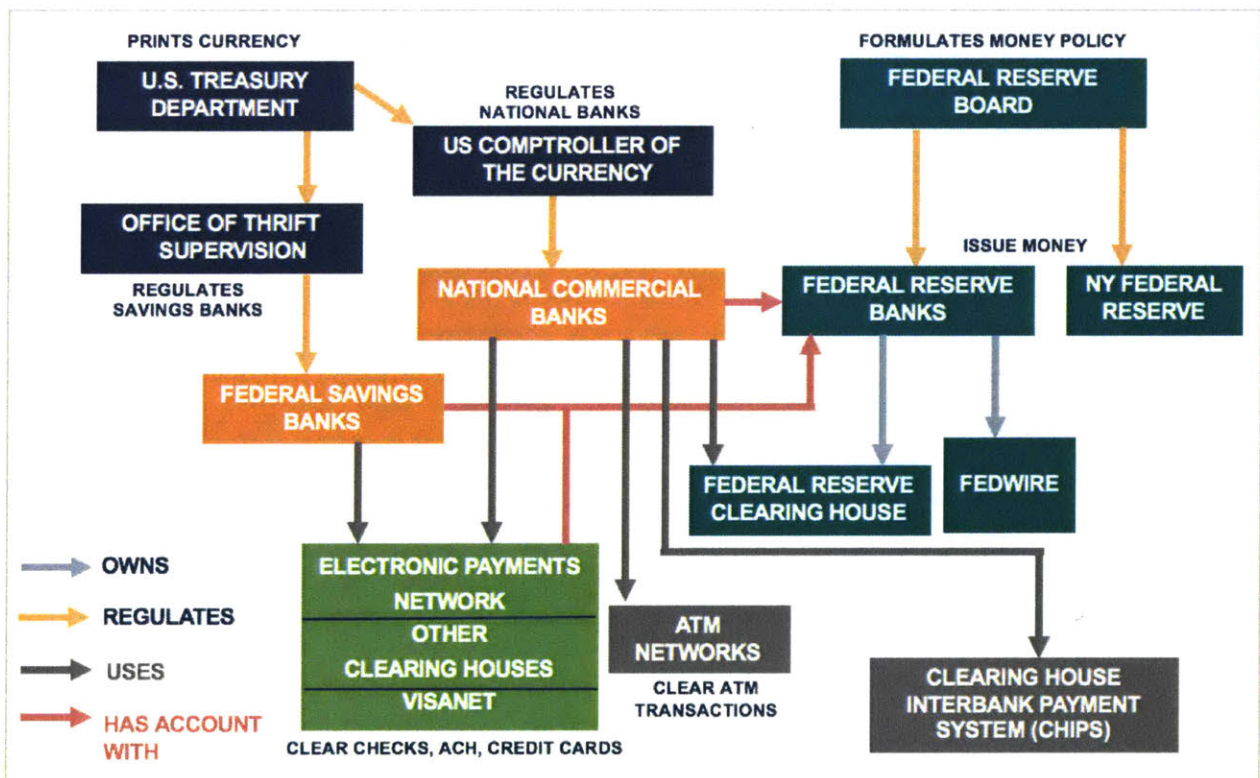 PRINTS CURRENCY
U.S. TREASURY
DEPARTMENT
REGULATES
NATIONAL BANKS
US COMPTROLLER OF
THE CURRENCY
FORMULATES MONEY POLICY
FEDERAL RESERVE
BOARD
OFFICE OF THRIFT
SUPERVISION
REGULATES
SAVINGS BANKS
NATIONAL COMMERCIAL
BANKS
ISSUE MONEY
FEDERAL RESERVE
BANKS
NY FEDERAL
RESERVE
FEDERAL SAVINGS
BANKS
FEDERAL RESERVE
CLEARING HOUSE
FEDWIRE
OWNS
REGULATES
USES
HAS ACCOUNT
WITH
ELECTRONIC PAYMENTS
NETWORK
OTHER
CLEARING HOUSES
VISANET
CLEAR CHECKS, ACH, CREDIT CARDS
ATM
NETWORKS
CLEAR ATM
TRANSACTIONS
CLEARING HOUSE
INTERBANK PAYMENT
SYSTEM (CHIPS)